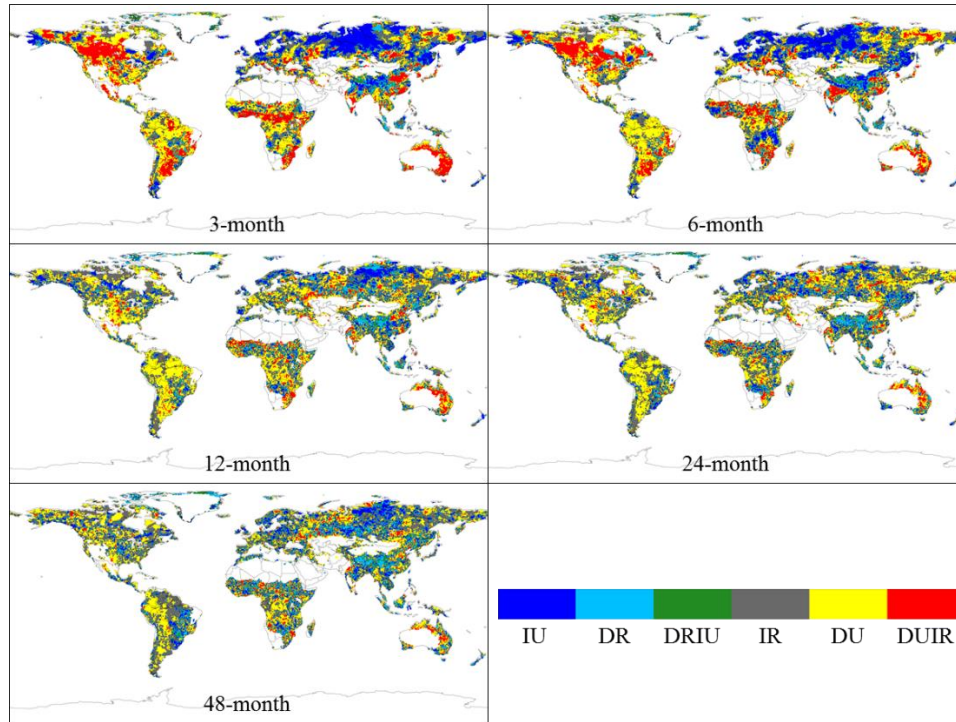 3-month
6-month
12-month
24-month
48-month
IU DR DRIU IR DU DUIR